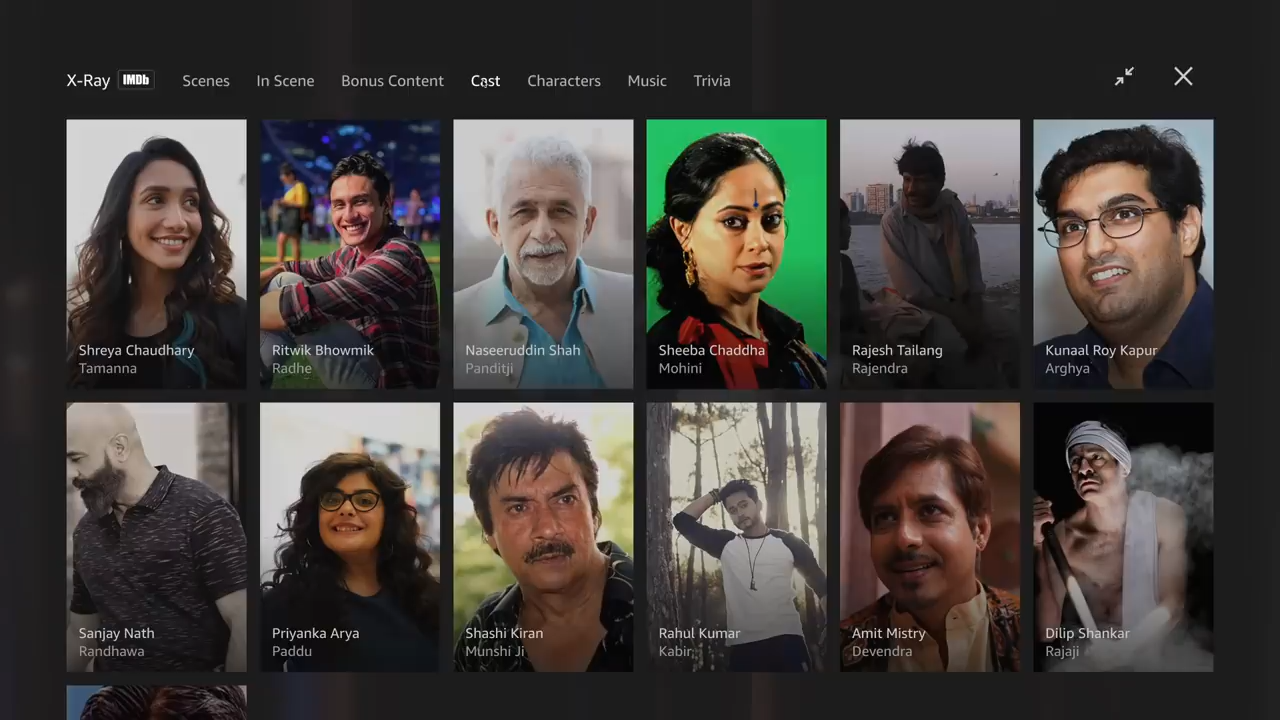 X-Ray IMDb Scenes In Scene Bonus Content Cast Characters Music Trivia
Shreya Chaudhary
Tamanna
Ritwik Bhowmik
Radhe
Naseeruddin Shah
Panditji
Sheeba Chaddha
Mohini
Rajesh Tailang
Rajendra
Kunaal Roy Kapur
Arghya
Sanjay Nath
Randhawa
Priyanka Arya
Paddu
Shashi Kiran
Munshi Ji
Rahul Kumar
Kabir
Amit Mistry
Devendra
Dilip Shankar
Rajaji